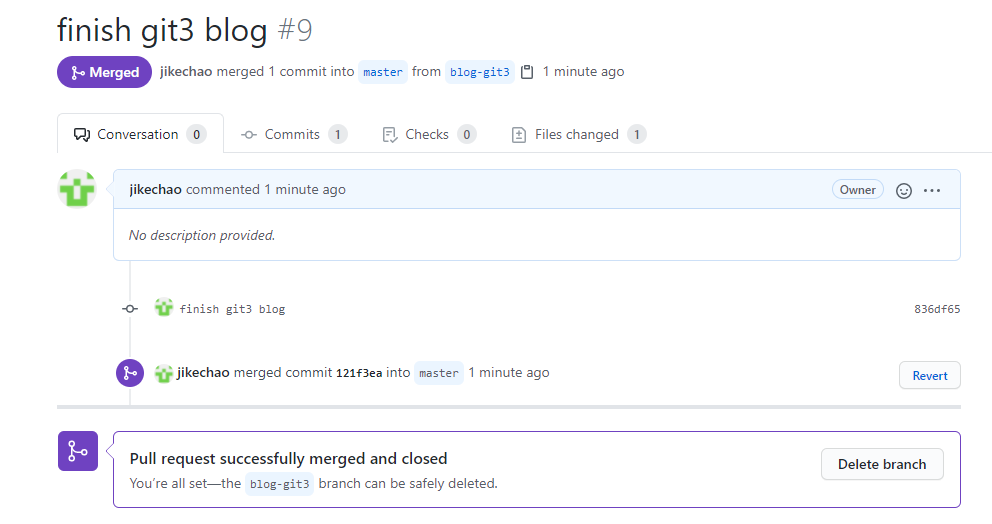 finish git3 blog #9
Merged jikechao merged 1 commit into master from blog-git3 1 minute ago
Conversation 0 Commits 1 Checks 0 Files changed 1
jikechao commented 1 minute ago Owner
No description provided.
finish git3 blog 836df65
jikechao merged commit 121f3ea into master 1 minute ago Revert
Pull request successfully merged and closed
You’re all set—the blog-git3 branch can be safely deleted.
Delete branch